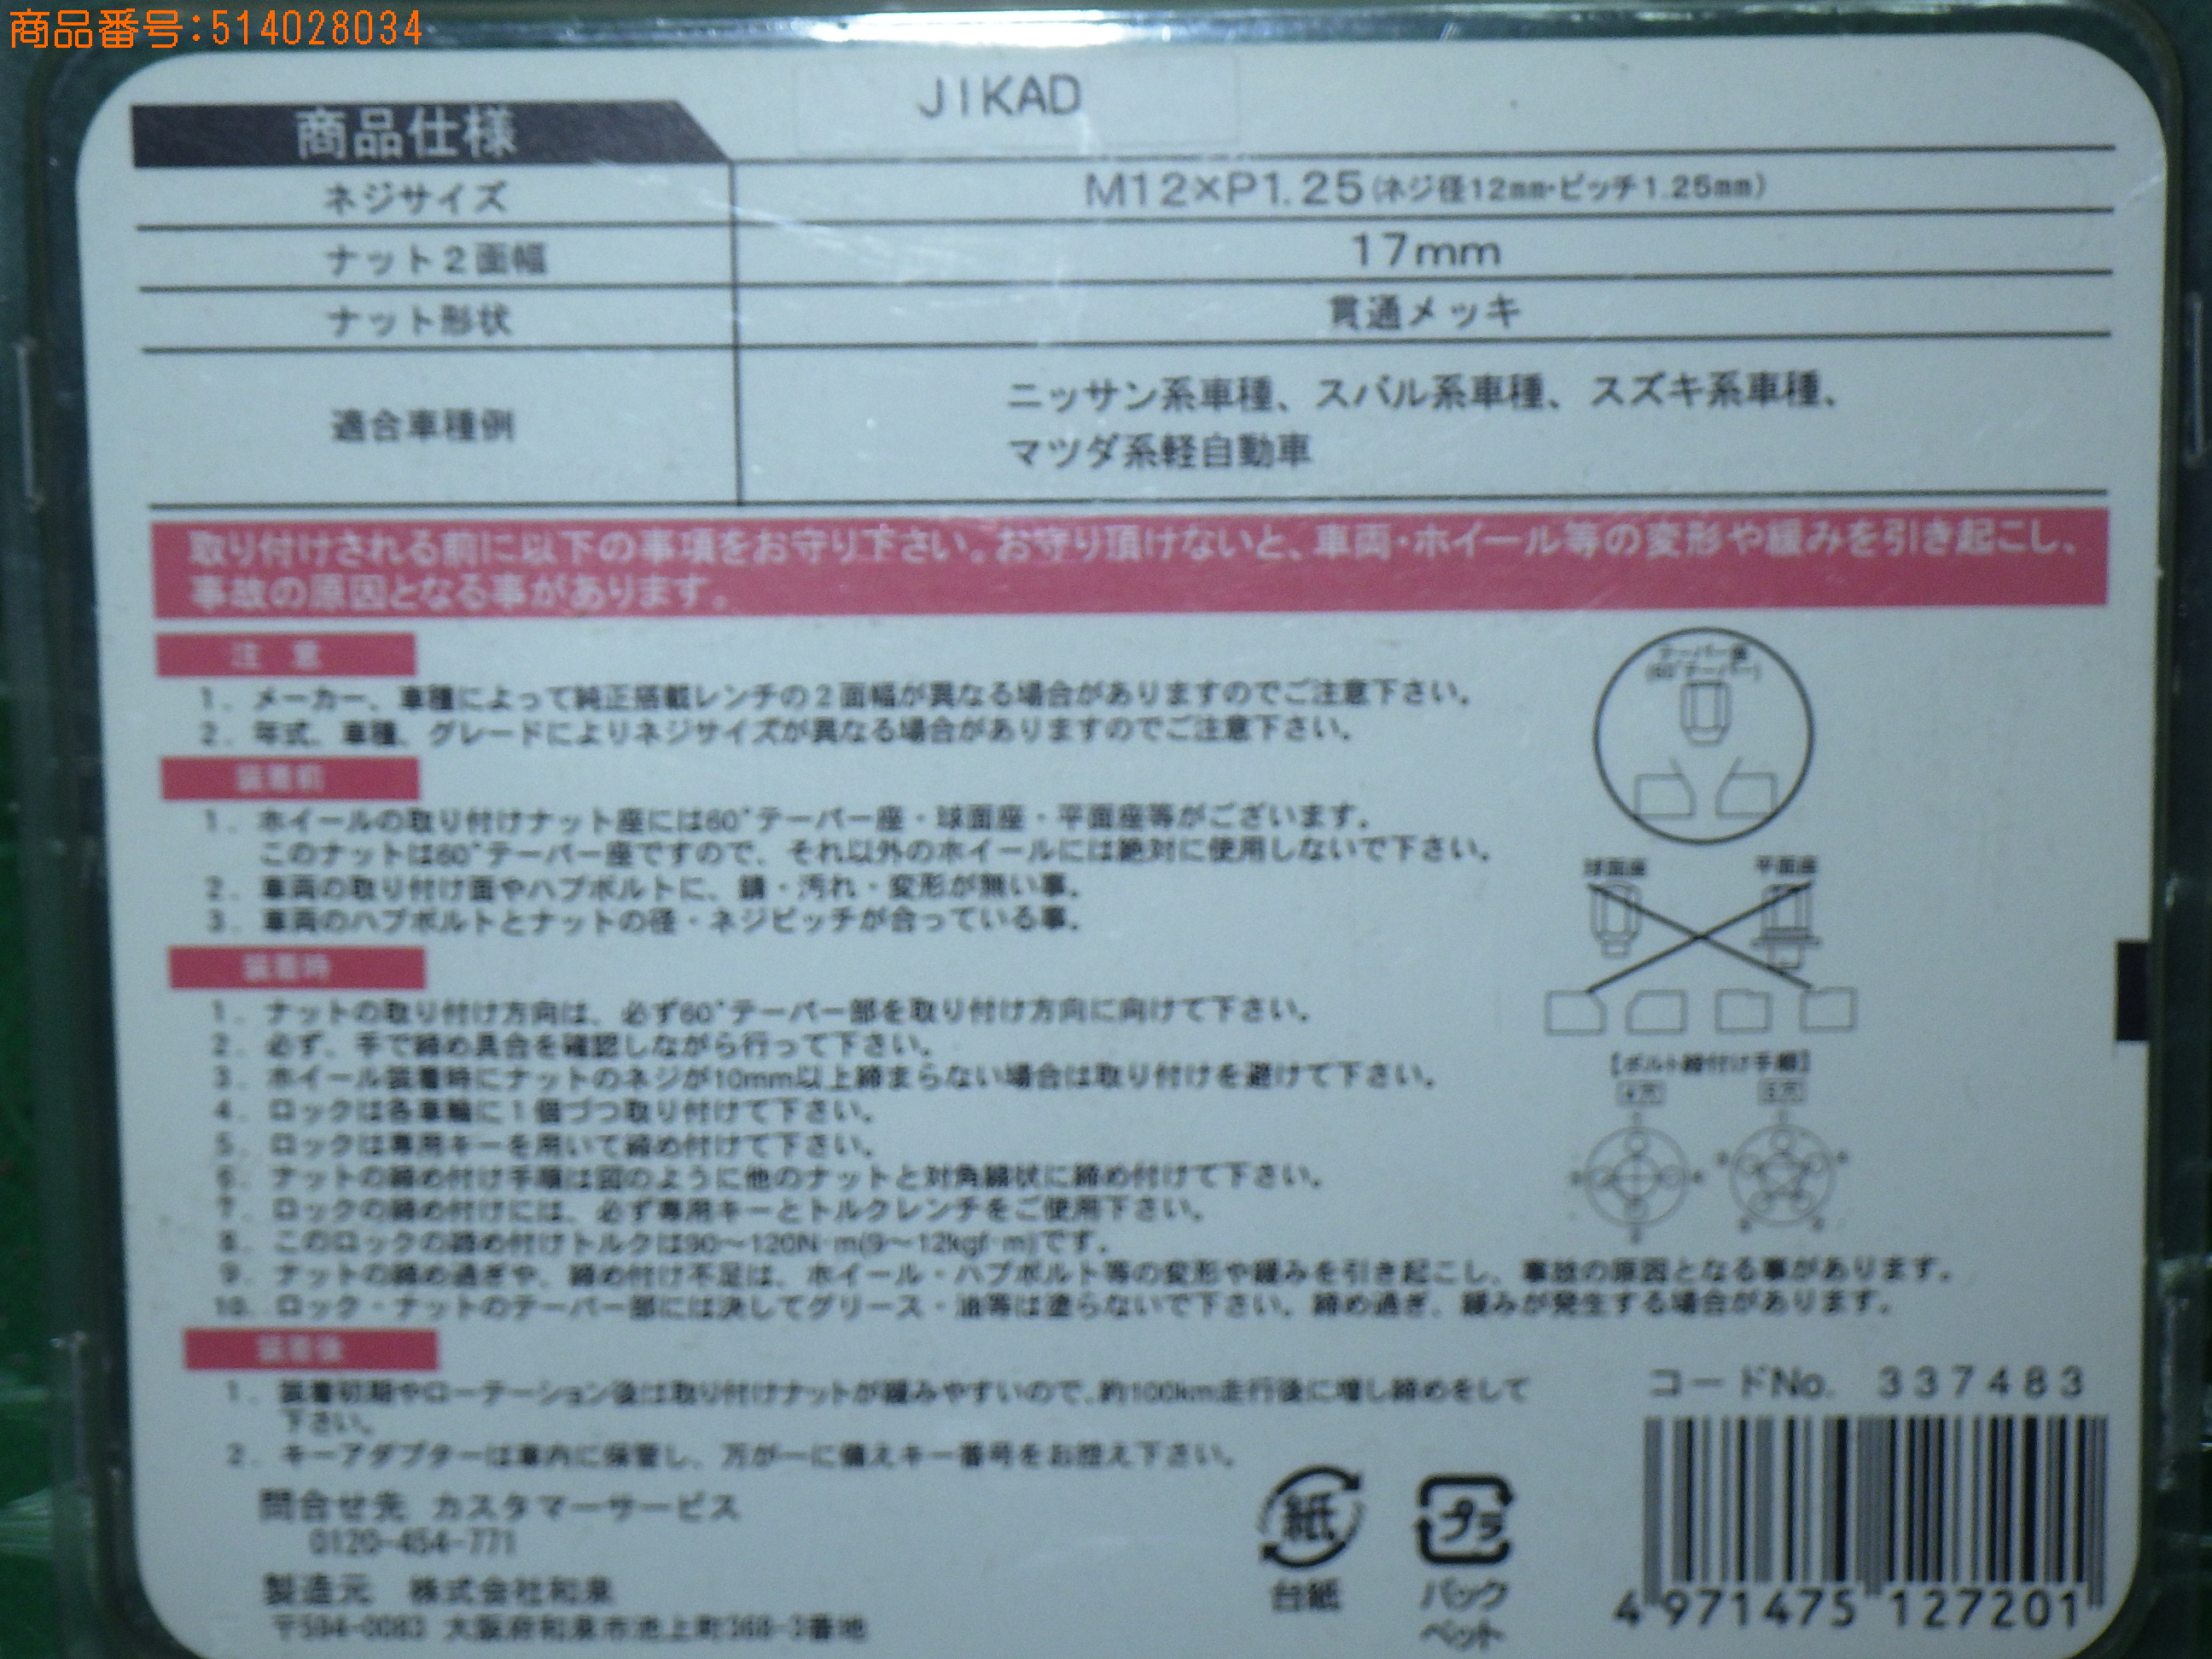 商品番号:514028034
JIKAD
商品仕様
ネジサイズ M12×P1.25(ネジ径12mm・ピッチ1.25mm)
ナット2面幅 17mm
ナット形状 貫通メッキ
適合車種例 ニッサン系車種、スバル系車種、スズキ系車種、
マツダ系軽自動車
取り付けされる前に以下の事項をお守り下さい。お守り頂けないと、車両・ホイール等の変形や緩みを引き起こし、
事故の原因となる事があります。
注 意
1. メーカー、車種によって純正搭載レンチの2面幅が異なる場合がありますのでご注意下さい。
2. 年式、車種、グレードによりネジサイズが異なる場合がありますのでご注意下さい。
装着前
1. ホイールの取り付けナット座には60°テーパー座・球面座・平面座等がございます。
このナットは60°テーパー座ですので、それ以外のホイールには絶対に使用しないで下さい。
2. 車両の取り付け面やハブボルトに、錆・汚れ・変形が無い事。
3. 車両のハブボルトとナットの径・ネジピッチが合っている事。
テーパー座
(60°テーパー)
球面座 平面座
装着時
1. ナットの取り付け方向は、必ず60°テーパー部を取り付け方向に向けて下さい。
2. 必ず、手で締め具合を確認しながら行って下さい。
3. ホイール装着時にナットのネジが10mm以上締まらない場合は取り付けを避けて下さい。
4. ロックは各車輪に1個づつ取り付けて下さい。
5. ロックは専用キーを用いて締め付けて下さい。
6. ナットの締め付け手順は図のように他のナットと対角線状に締め付けて下さい。
7. ロックの締め付けには、必ず専用キーとトルクレンチをご使用下さい。
8. このロックの締め付けトルクは90〜120N·m(9〜12kgf·m)です。
9. ナットの締め過ぎや、締め付け不足は、ホイール・ハブボルト等の変形や緩みを引き起こし、事故の原因となる事があります。
10. ロック・ナットのテーパー部には決してグリース・油等は塗らないで下さい。締め過ぎ、緩みが発生する場合があります。
【ボルト締付け手順】
4穴 5穴
装着後
1. 装着初期やローテーション後は取り付けナットが緩みやすいので、約100km走行後に増し締めをして
下さい。
2. キーアダプターは車内に保管し、万が一に備えキー番号をお控え下さい。
問合せ先 カスタマーサービス
0120-454-771
製造元 株式会社和泉
〒594-0083 大阪府和泉市池上町368-3番地
紙
台紙
プラ
パック
ペット
コードNo. 337483
4 971475 127201